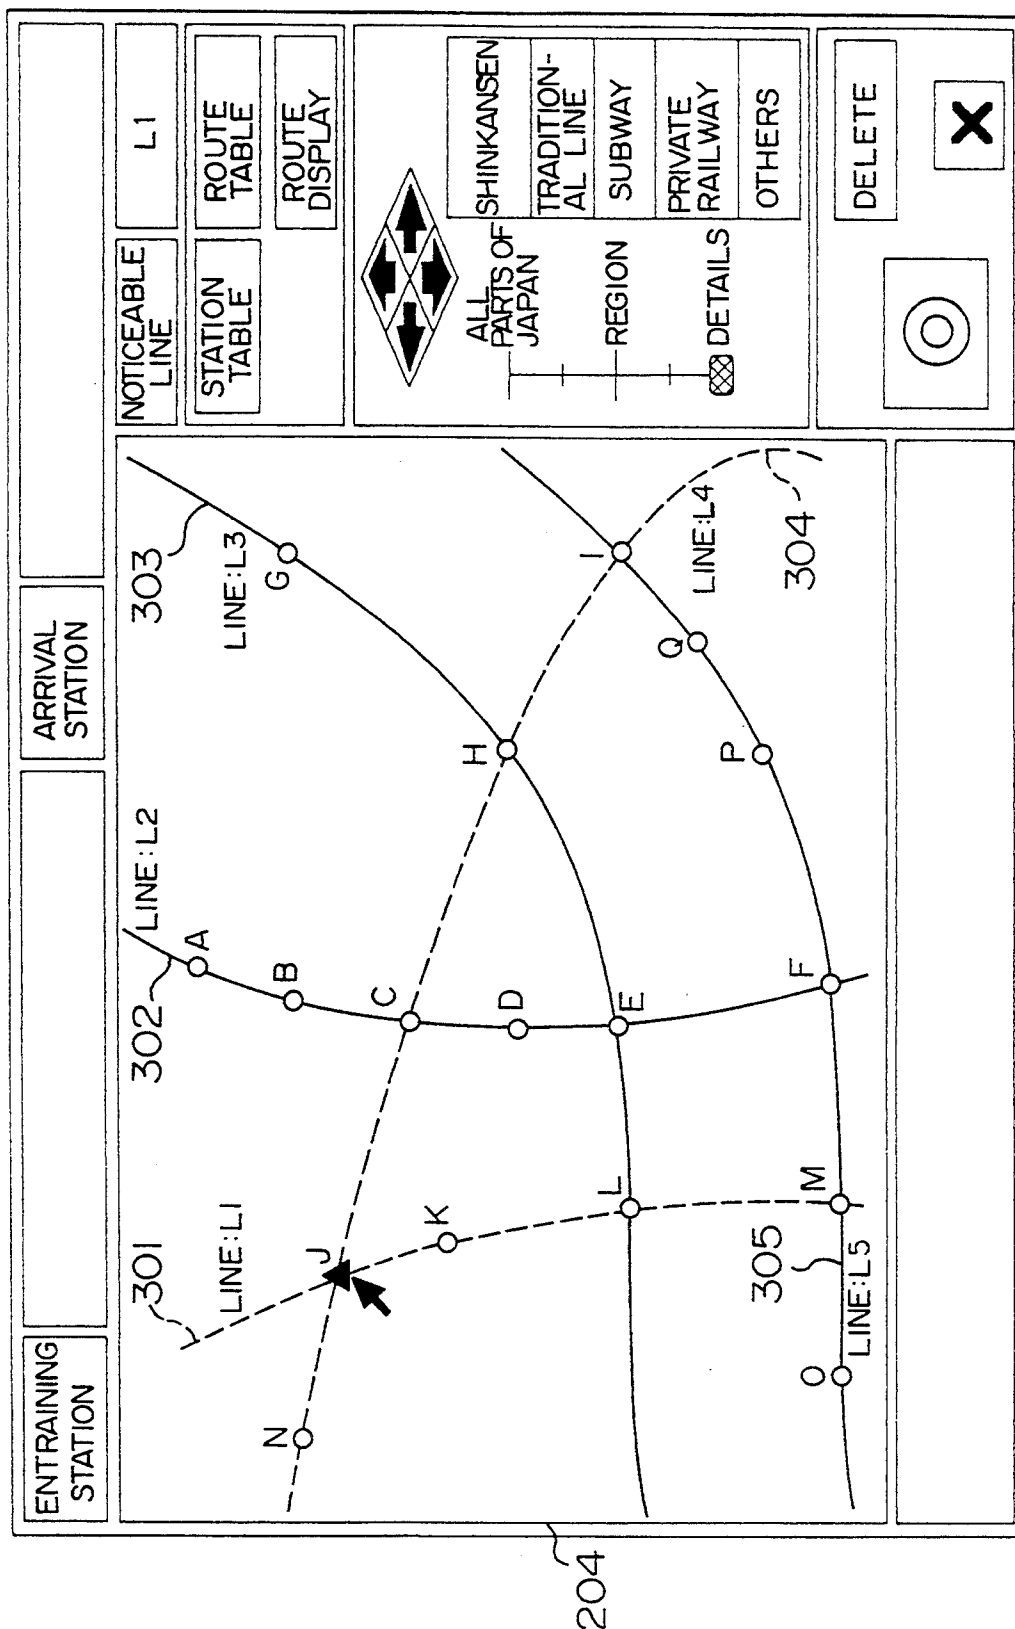 ENTRAINING
STATION
ARRIVAL
STATION
NOTICEABLE
LINE
L1
STATION
TABLE
ROUTE
TABLE
ROUTE
DISPLAY
ALL
PARTS OF
JAPAN
REGION
DETAILS
SHINKANSEN
TRADITION-
AL LINE
SUBWAY
PRIVATE
RAILWAY
OTHERS
DELETE
301
LINE:L1
302
LINE:L2
303
LINE:L3
304
LINE:L4
305
LINE:L5
204
A
B
C
D
E
F
G
H
I
J
K
L
M
N
O
P
Q